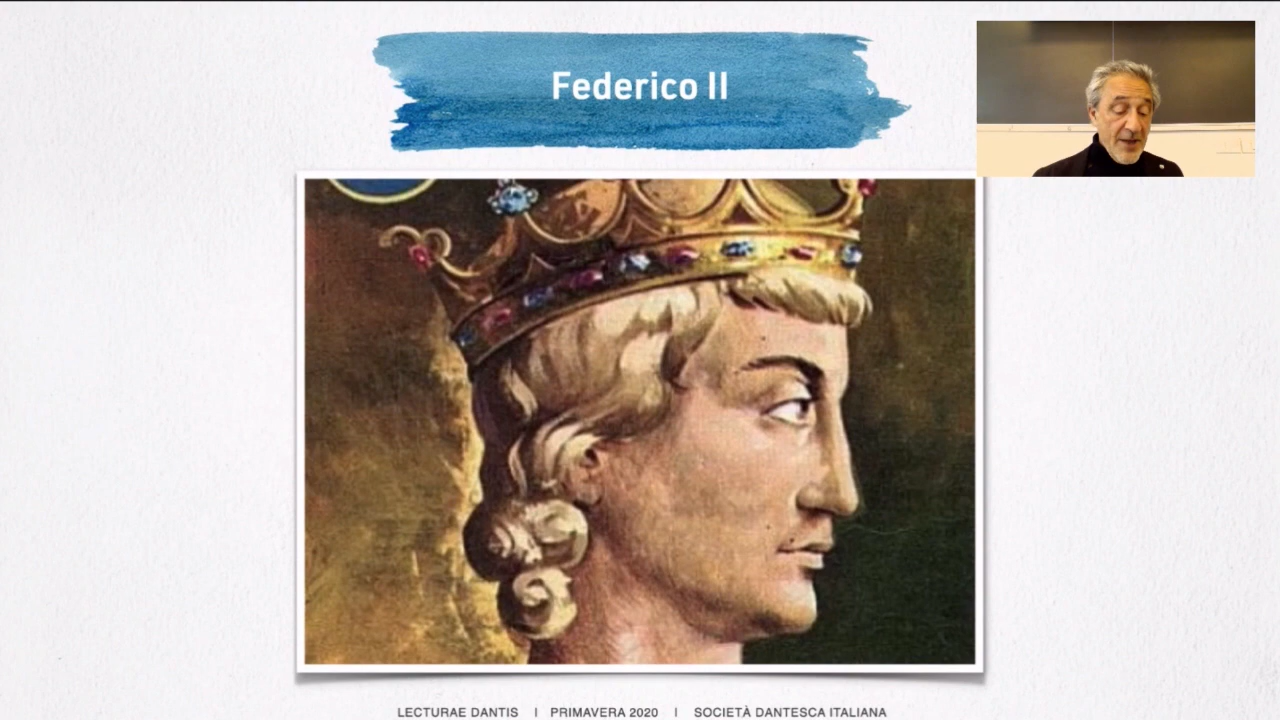 Federico II
LECTURAE DANTIS | PRIMAVERA 2020 | SOCIETÀ DANTESCA ITALIANA